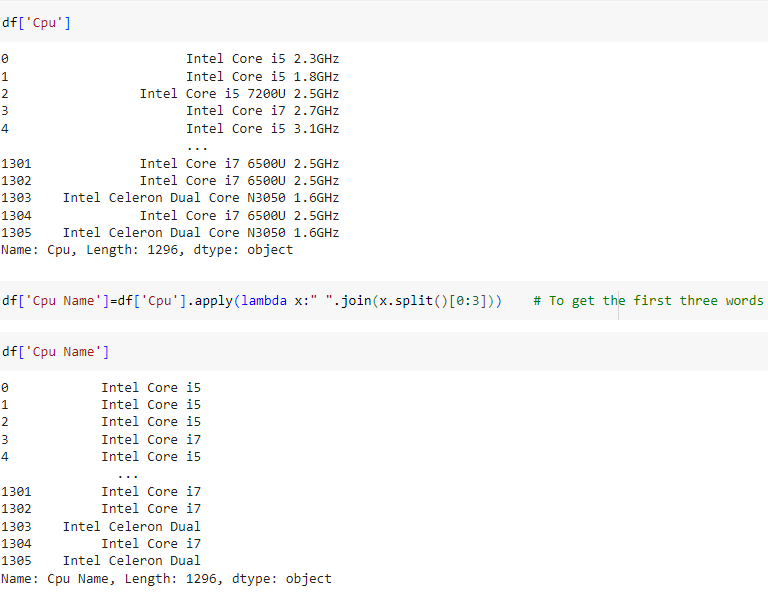 df['Cpu']
0 Intel Core i5 2.3GHz
1 Intel Core i5 1.8GHz
2 Intel Core i5 7200U 2.5GHz
3 Intel Core i7 2.7GHz
4 Intel Core i5 3.1GHz
...
1301 Intel Core i7 6500U 2.5GHz
1302 Intel Core i7 6500U 2.5GHz
1303 Intel Celeron Dual Core N3050 1.6GHz
1304 Intel Core i7 6500U 2.5GHz
1305 Intel Celeron Dual Core N3050 1.6GHz
Name: Cpu, Length: 1296, dtype: object
df['Cpu Name']=df['Cpu'].apply(lambda x:" ".join(x.split()[0:3])) # To get the first three words
df['Cpu Name']
0 Intel Core i5
1 Intel Core i5
2 Intel Core i5
3 Intel Core i7
4 Intel Core i5
...
1301 Intel Core i7
1302 Intel Core i7
1303 Intel Celeron Dual
1304 Intel Core i7
1305 Intel Celeron Dual
Name: Cpu Name, Length: 1296, dtype: object